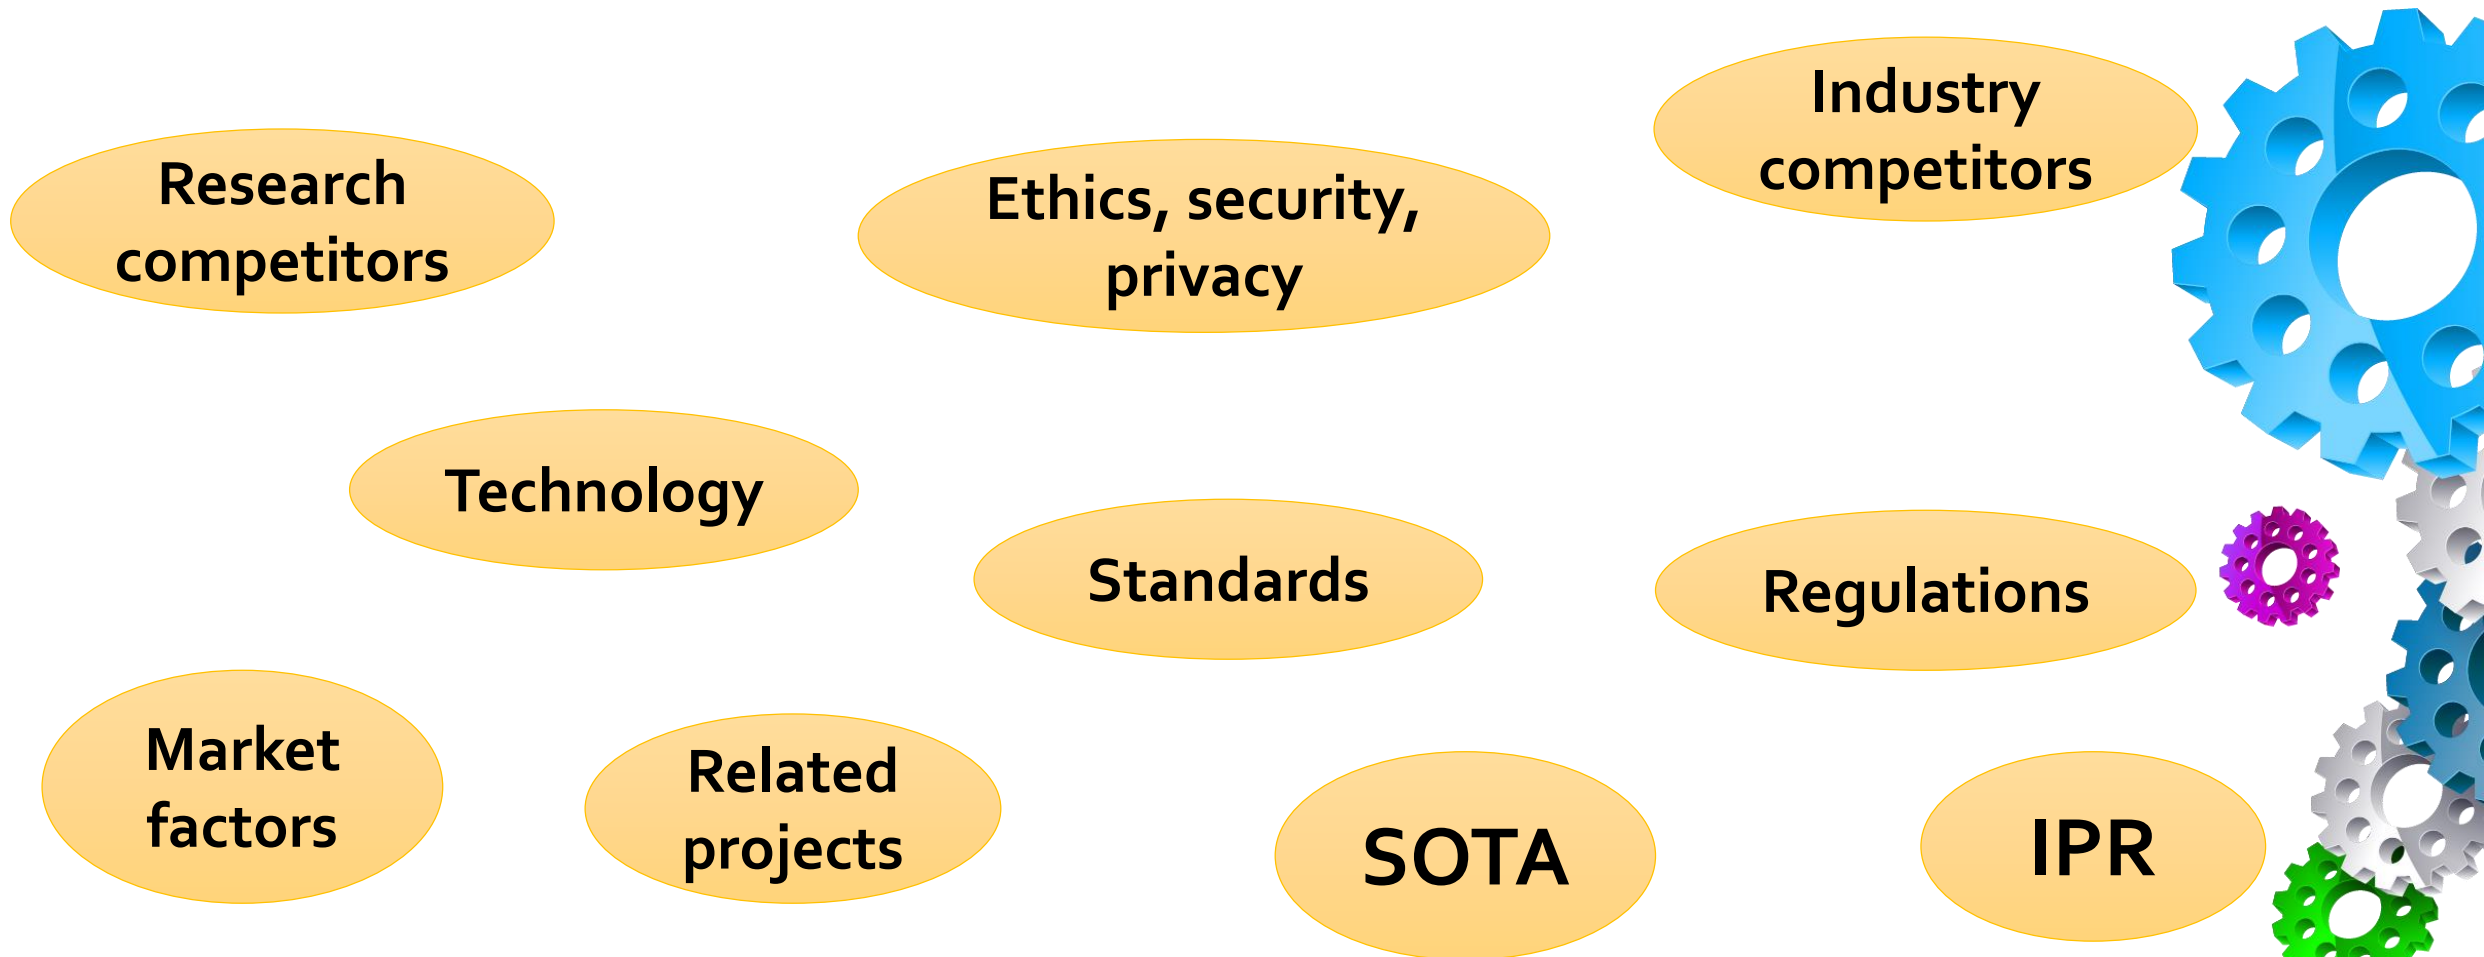 Research
competitors
Ethics, security,
privacy
Industry
competitors
Technology
Standards
Regulations
Market
factors
Related
projects
SOTA
IPR